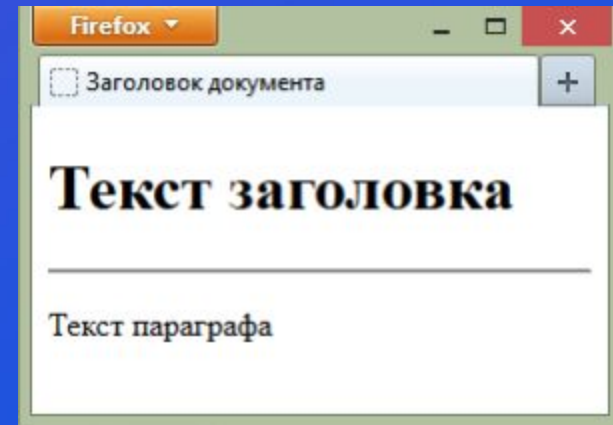 Firefox
Заголовок документа
Текст заголовка
Текст параграфа